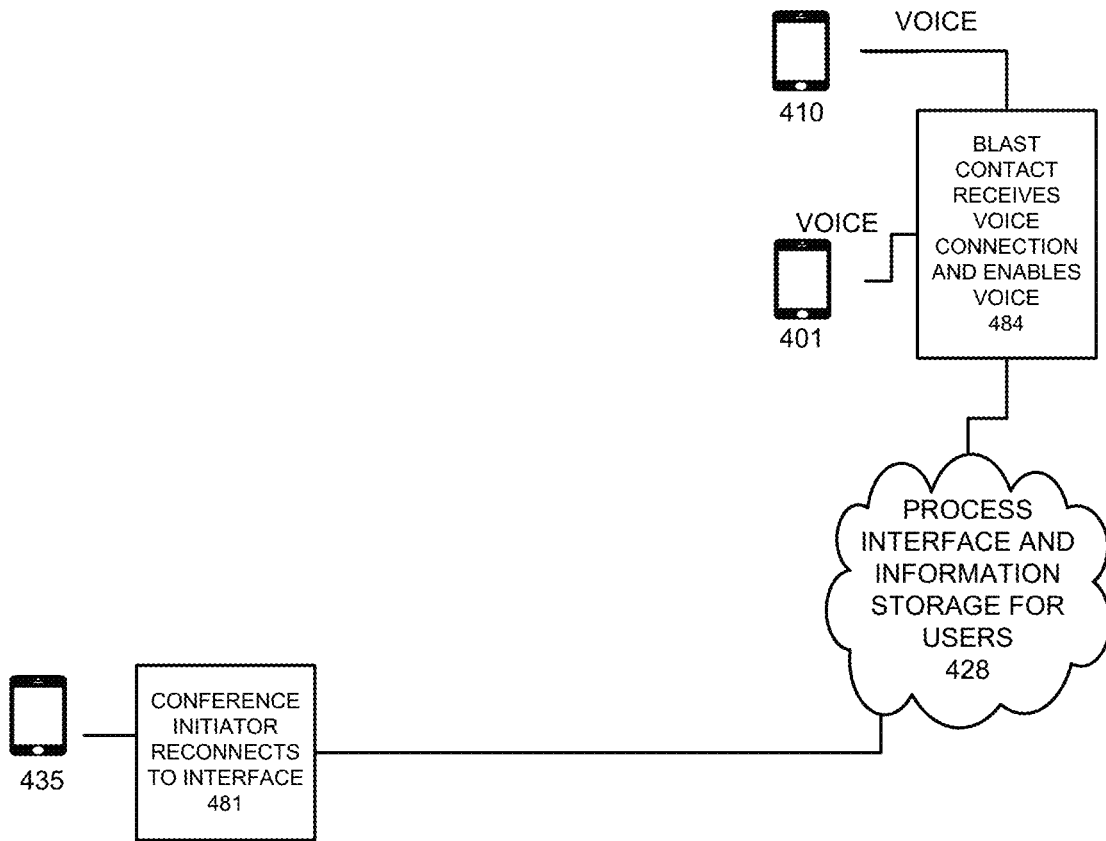 VOICE
410
BLAST
CONTACT
RECEIVES
VOICE
CONNECTION
AND ENABLES
VOICE
484
VOICE
401
PROCESS
INTERFACE AND
INFORMATION
STORAGE FOR
USERS
428
CONFERENCE
INITIATOR
RECONNECTS
TO INTERFACE
481
435